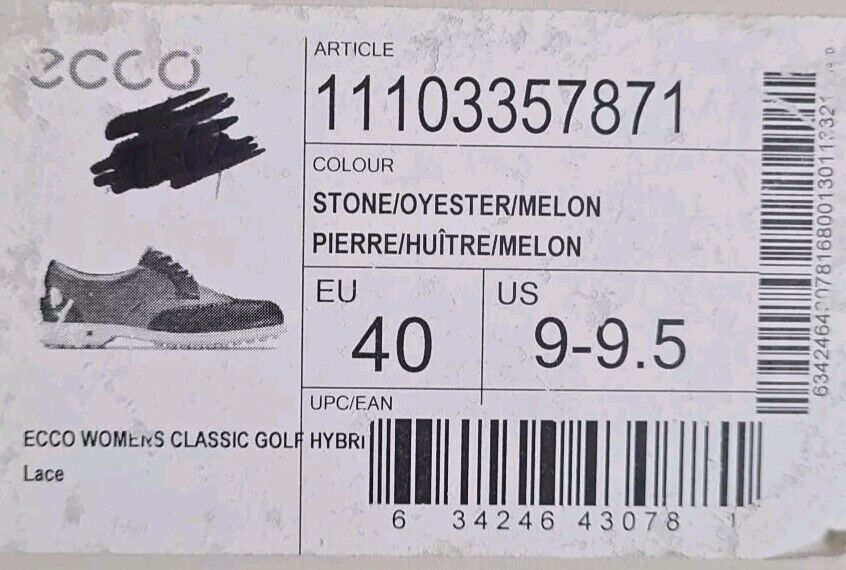 ecco
ARTICLE
11103357871
COLOUR
STONE/OYESTER/MELON
PIERRE/HUÎTRE/MELON
EU
40
US
9-9.5
UPC/EAN
6 34246 43078 1
ECCO WOMENS CLASSIC GOLF HYBRI
Lace